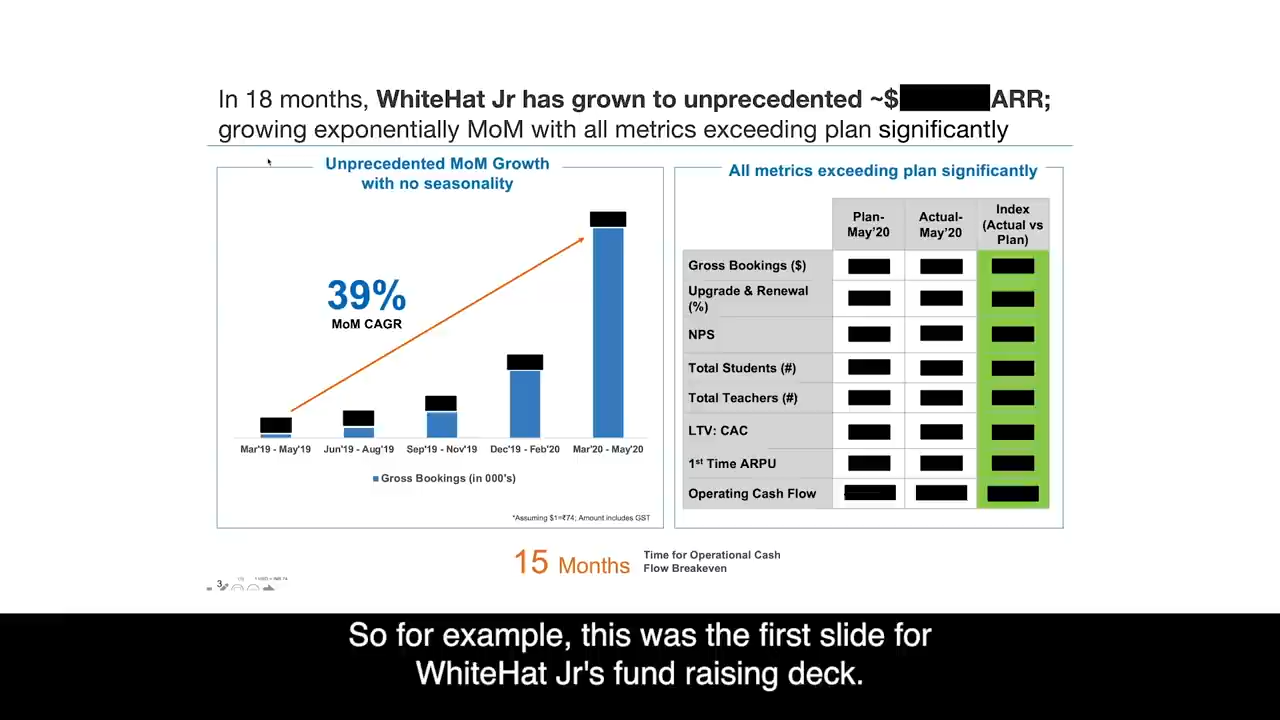 In 18 months, WhiteHat Jr has grown to unprecedented ~$ ARR;
growing exponentially MoM with all metrics exceeding plan significantly
Unprecedented MoM Growth
with no seasonality
39%
MoM CAGR
Mar'19 - May'19 Jun'19 - Aug'19 Sep'19 - Nov'19 Dec'19 - Feb'20 Mar'20 - May'20
Gross Bookings (in 000's)
*Assuming $1=₹74; Amount includes GST
All metrics exceeding plan significantly
Plan-
May'20
Actual-
May'20
Index
(Actual vs
Plan)
Gross Bookings ($)
Upgrade & Renewal
(%)
NPS
Total Students (#)
Total Teachers (#)
LTV: CAC
1st Time ARPU
Operating Cash Flow
15 Months
Time for Operational Cash
Flow Breakeven
3
So for example, this was the first slide for
WhiteHat Jr's fund raising deck.